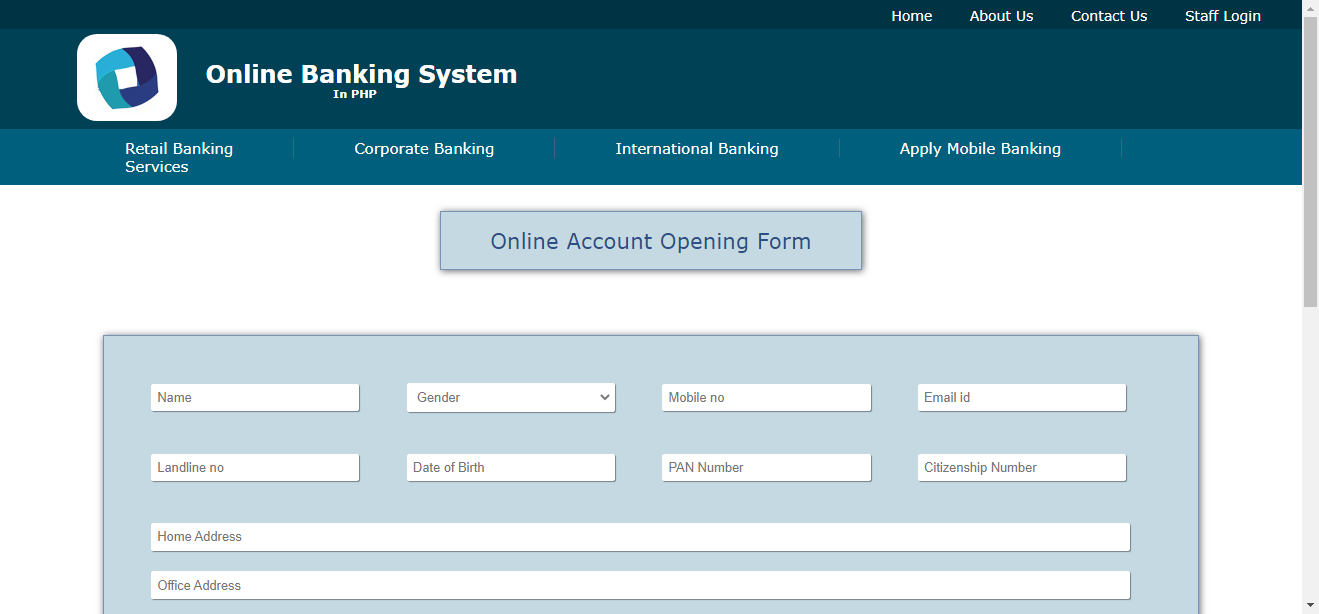 Home About Us Contact Us Staff Login
Online Banking System
In PHP
Retail Banking Services
Corporate Banking
International Banking
Apply Mobile Banking
Online Account Opening Form
Name Gender Mobile no Email id
Landline no Date of Birth PAN Number Citizenship Number
Home Address
Office Address